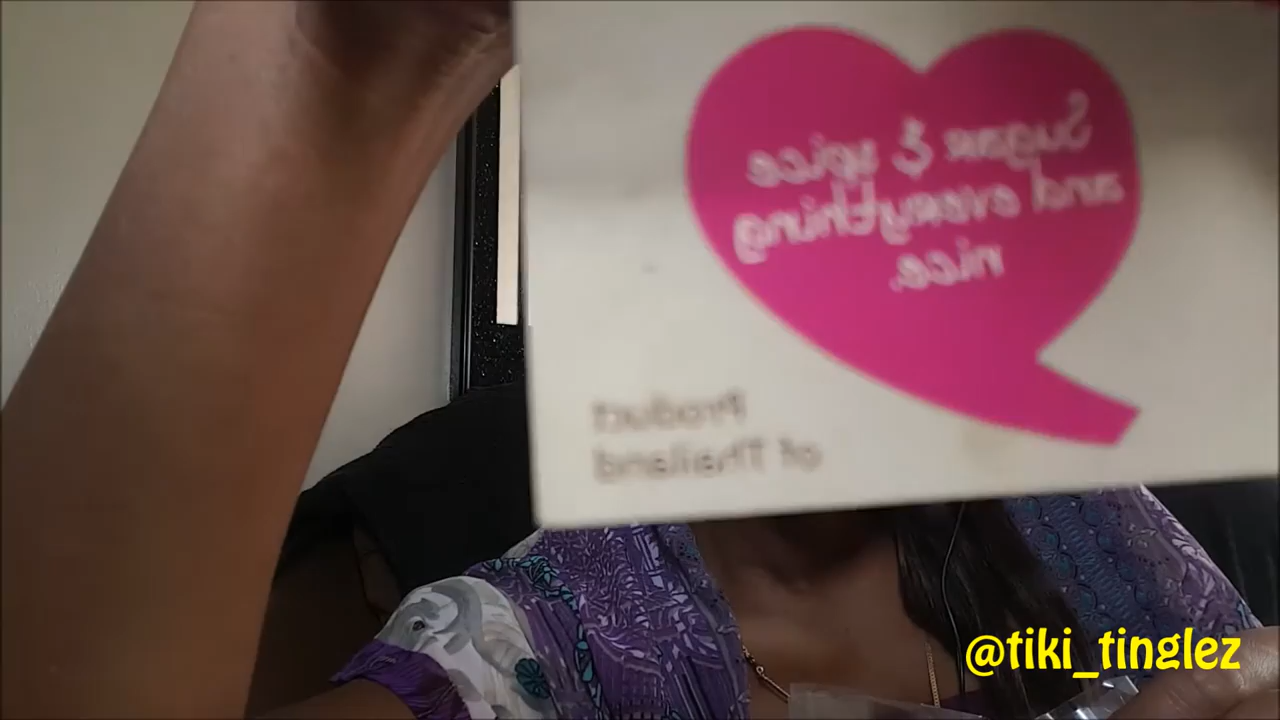 Sugar & spice
and everything
nice.
Product
of Thailand
@tiki_tinglez